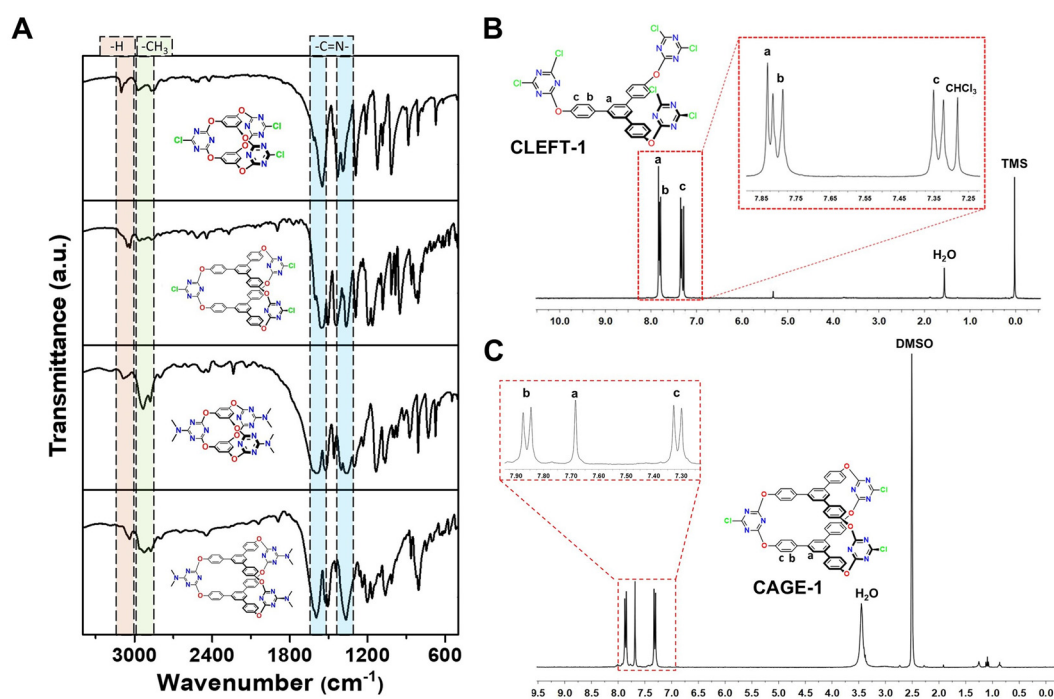 A
-H
-CH₃
-C=N-
Transmittance (a.u.)
3000 2400 1800 1200 600
Wavenumber (cm⁻¹)
B
CLEFT-1
a
b
c
CHCl₃
7.85 7.75 7.65 7.55 7.45 7.35 7.25
a
b
c
H₂O
TMS
10.0 9.0 8.0 7.0 6.0 5.0 4.0 3.0 2.0 1.0 0.0
C
b
a
c
7.90 7.80 7.70 7.60 7.50 7.40 7.30
DMSO
CAGE-1
H₂O
9.5 9.0 8.5 8.0 7.5 7.0 6.5 6.0 5.5 5.0 4.5 4.0 3.5 3.0 2.5 2.0 1.5 1.0 0.5 0.0